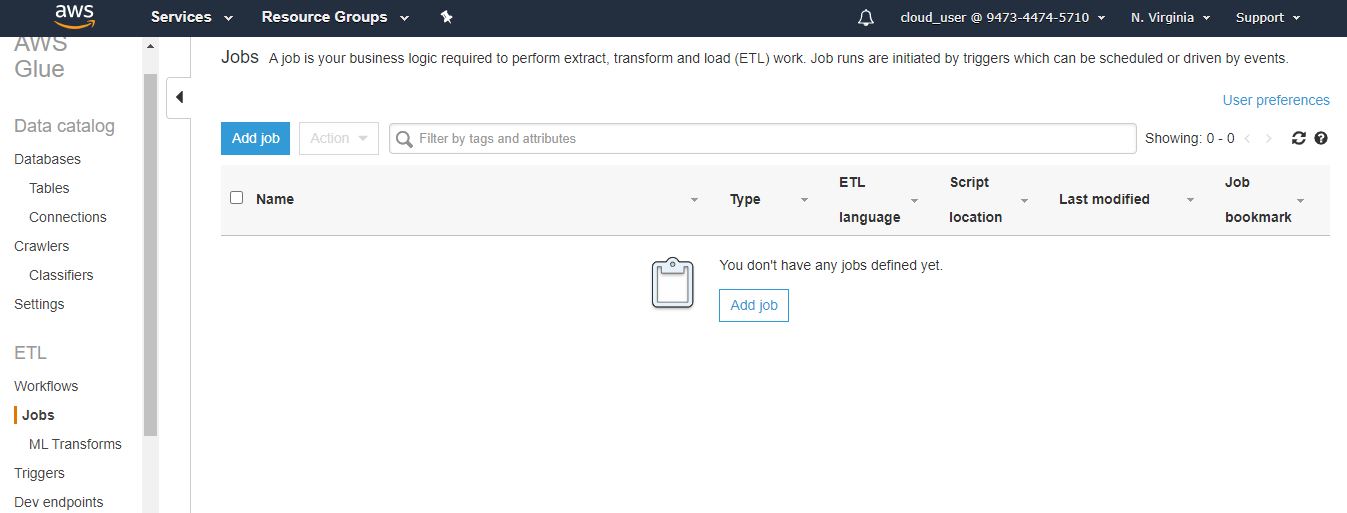 aws
Services
Resource Groups
cloud_user @ 9473-4474-5710
N. Virginia
Support
AWS
Glue
Data catalog
Databases
Tables
Connections
Crawlers
Classifiers
Settings
ETL
Workflows
Jobs
ML Transforms
Triggers
Dev endpoints
Jobs A job is your business logic required to perform extract, transform and load (ETL) work. Job runs are initiated by triggers which can be scheduled or driven by events.
User preferences
Add job
Action
Filter by tags and attributes
Showing: 0 - 0
Name
Type
ETL
language
Script
location
Last modified
Job
bookmark
You don't have any jobs defined yet.
Add job